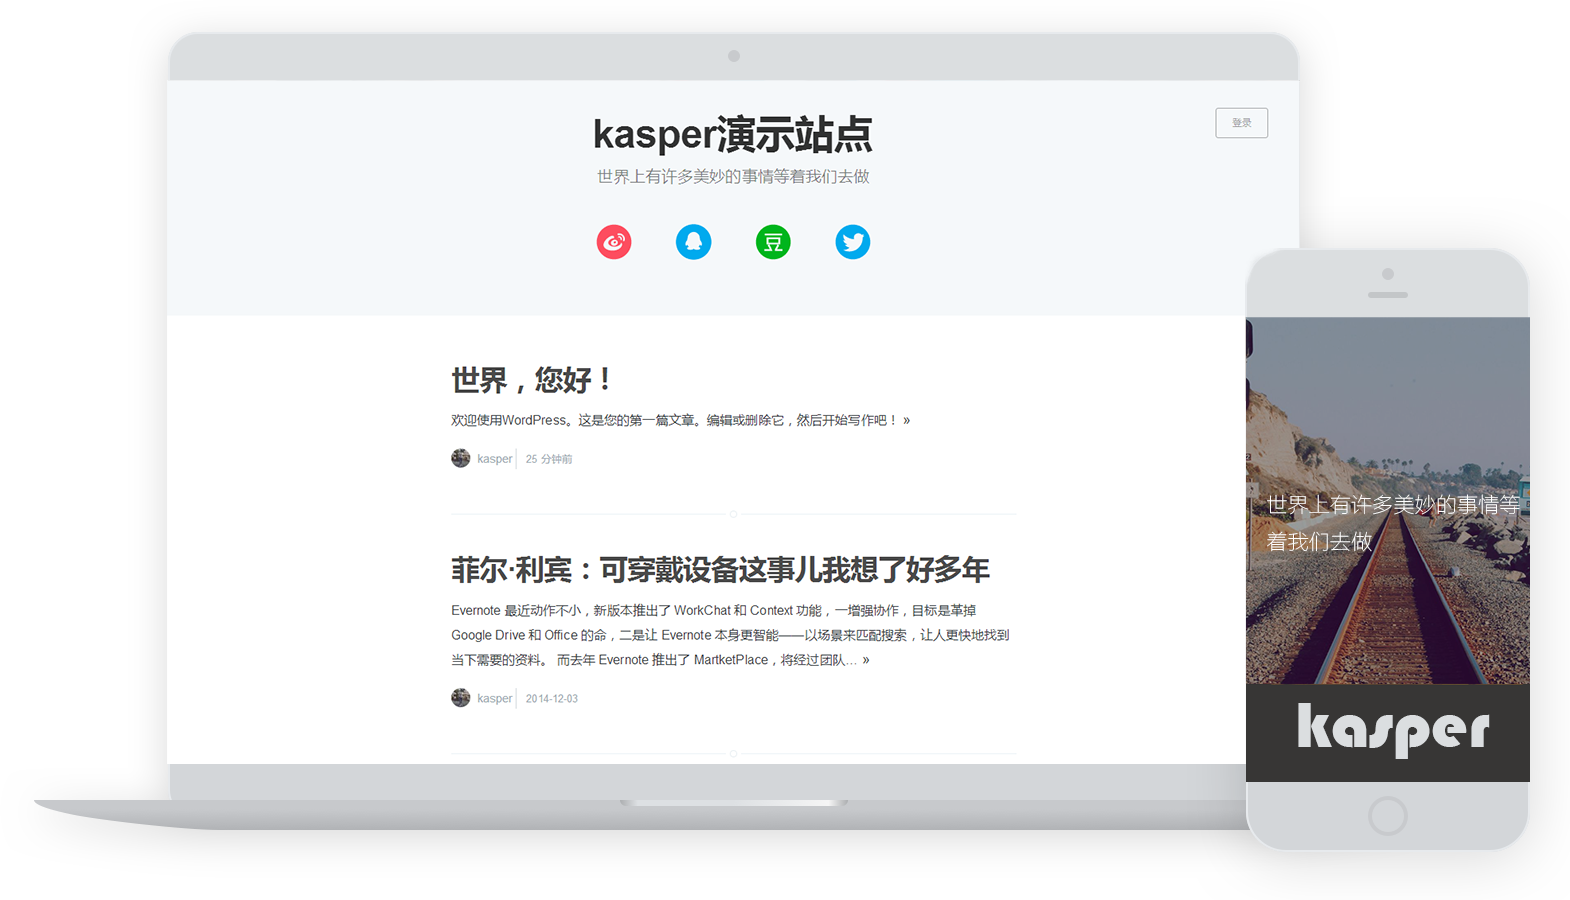 kasper演示站点
登录
世界上有许多美妙的事情等着我们去做
豆
世界，您好！
欢迎使用WordPress。这是您的第一篇文章。编辑或删除它，然后开始写作吧！ »
kasper
25 分钟前
菲尔·利宾：可穿戴设备这事儿我想了好多年
Evernote 最近动作不小，新版本推出了 WorkChat 和 Context 功能，一增强协作，目标是革掉
Google Drive 和 Office 的命，二是让 Evernote 本身更智能——以场景来匹配搜索，让人更快地找到
当下需要的资料。 而去年 Evernote 推出了 MartketPlace，将经过团队… »
kasper
2014-12-03
世界上有许多美妙的事情等
着我们去做
kasper